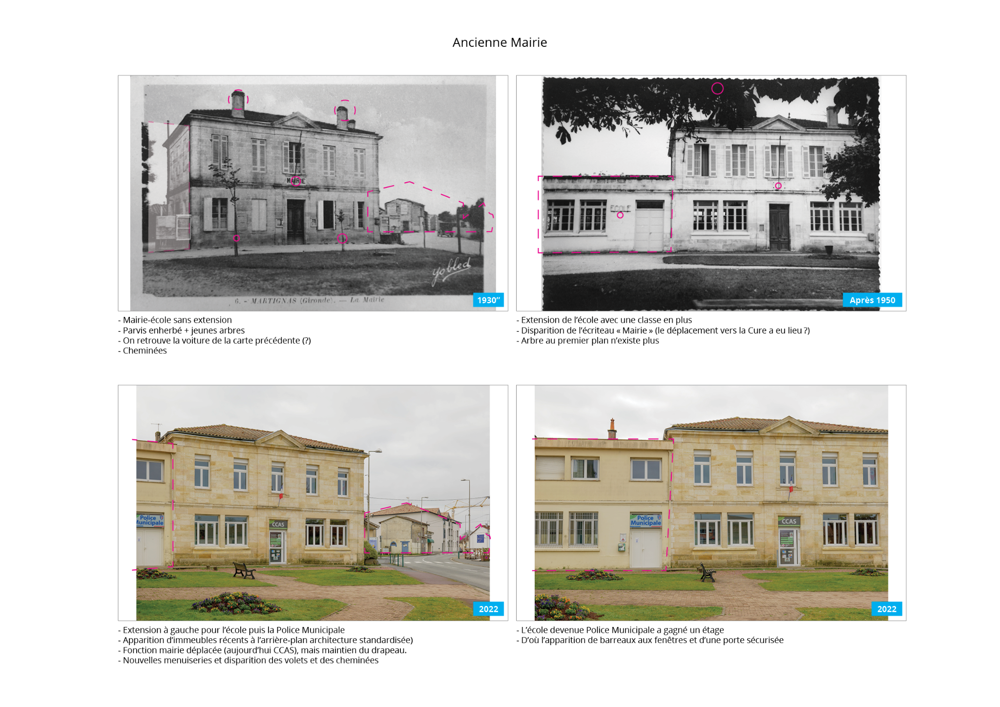 Ancienne Mairie
MAIRIE
yobled
6. - MARTIGNAS (Gironde). — La Mairie
1930’’
- Mairie-école sans extension
- Parvis enherbé + jeunes arbres
- On retrouve la voiture de la carte précédente (?)
- Cheminées
ECOLE
Après 1950
- Extension de l’école avec une classe en plus
- Disparition de l’écriteau « Mairie » (le déplacement vers la Cure a eu lieu ?)
- Arbre au premier plan n’existe plus
Police
Municipale
CCAS
2022
- Extension à gauche pour l’école puis la Police Municipale
- Apparition d’immeubles récents à l’arrière-plan architecture standardisée)
- Fonction mairie déplacée (aujourd’hui CCAS), mais maintien du drapeau.
- Nouvelles menuiseries et disparition des volets et des cheminées
Police
Municipale
CCAS
2022
- L’école devenue Police Municipale a gagné un étage
- D’où l’apparition de barreaux aux fenêtres et d’une porte sécurisée